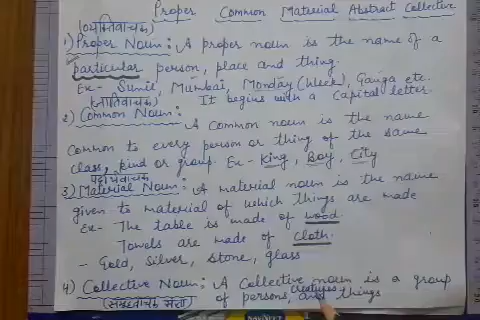 Proper Common Material Abstract Collective
(व्यक्तिवाचक)
1) Proper Noun: A proper noun is the name of a
particular person, place and thing.
Ex- Sunil, Mumbai, Monday (Week), Ganga etc.
(जातिवाचक) It begins with a Capital letter.
2) Common Noun:- A common noun is the name
Common to every person or thing of the same
class, kind or group. Ex- King, Boy, City
(पदार्थवाचक)
3) Material Noun: A material noun is the name
given to material of which things are made
Ex- The table is made of wood.
Towels are made of Cloth.
- Gold, Silver, Stone, glass
4) Collective Noun: A Collective noun is a group
(समूहवाचक संज्ञा) of persons, creatures and things